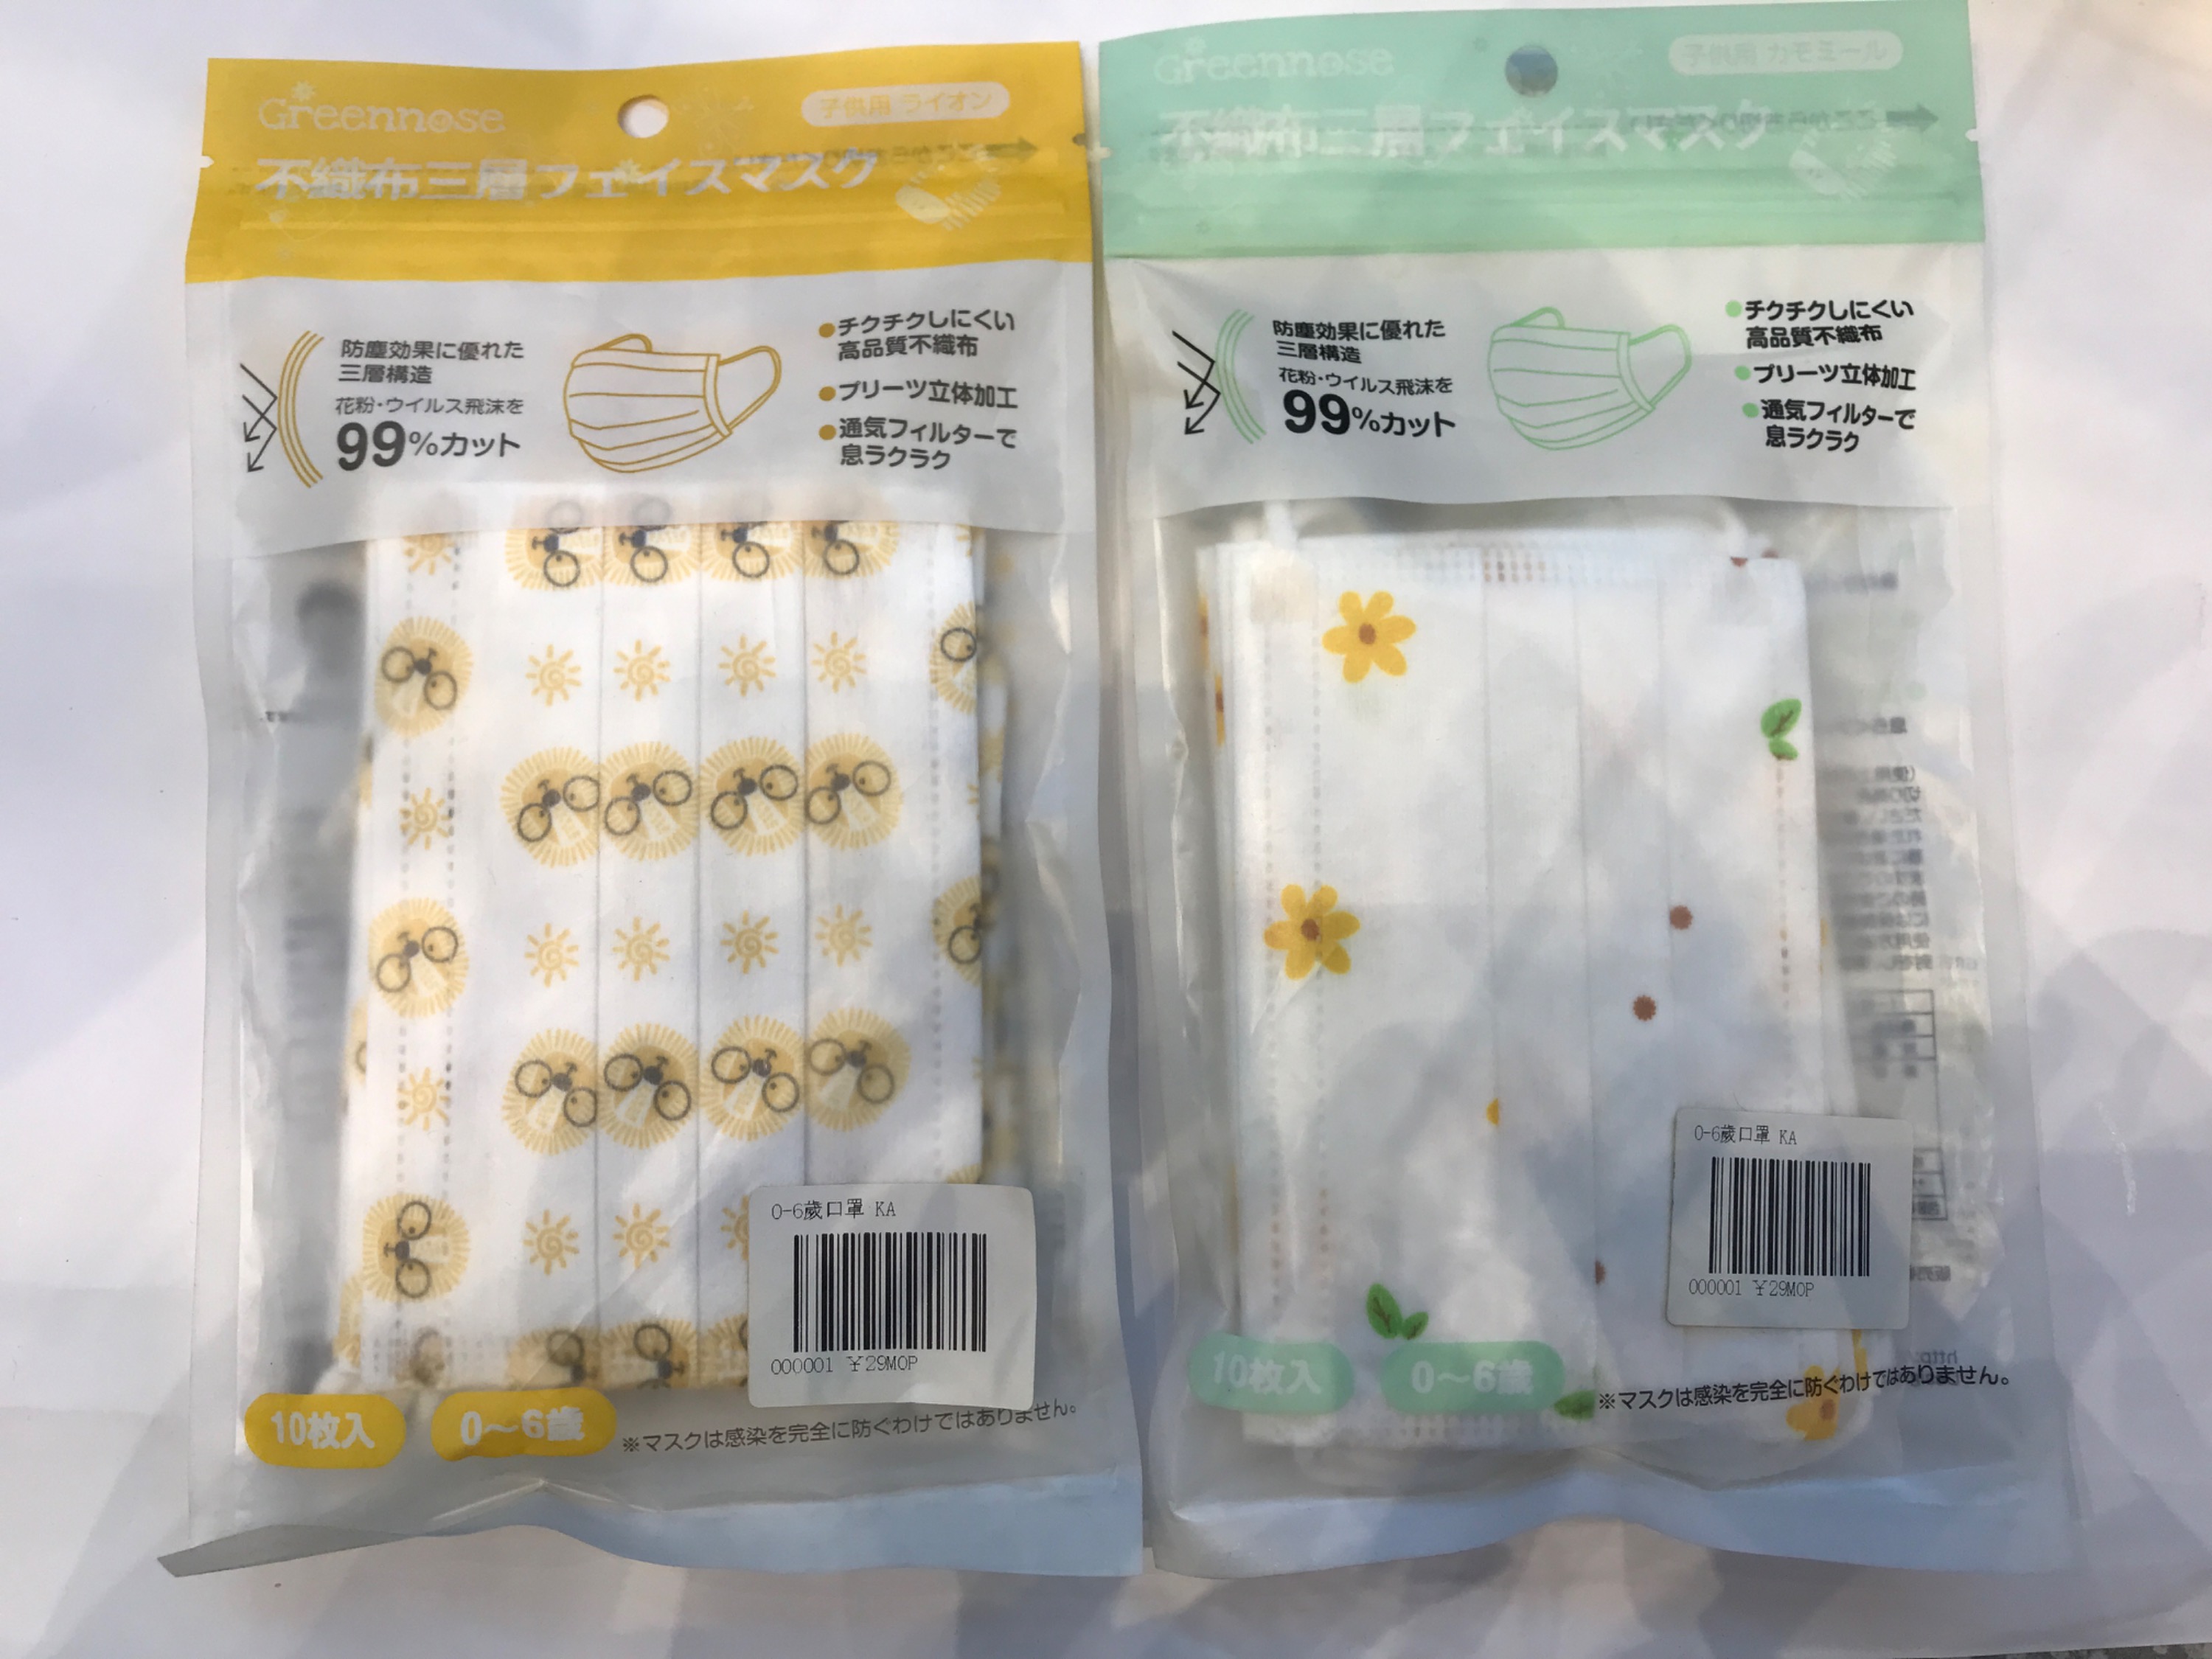 Greennose
子供用 ライオン
不織布三層フェイスマスク
防塵効果に優れた
三層構造
花粉・ウイルス飛沫を
99%カット
●チクチクしにくい
高品質不織布
●プリーツ立体加工
●通気フィルターで
息ラクラク
0-6歲口罩 KA
000001 ¥29MOP
10枚入
0〜6歳
※マスクは感染を完全に防ぐわけではありません。
Greennose
子供用 カモミール
不織布三層フェイスマスク
防塵効果に優れた
三層構造
花粉・ウイルス飛沫を
99%カット
●チクチクしにくい
高品質不織布
●プリーツ立体加工
●通気フィルターで
息ラクラク
0-6歲口罩 KA
000001 ¥29MOP
10枚入
0〜6歳
※マスクは感染を完全に防ぐわけではありません。